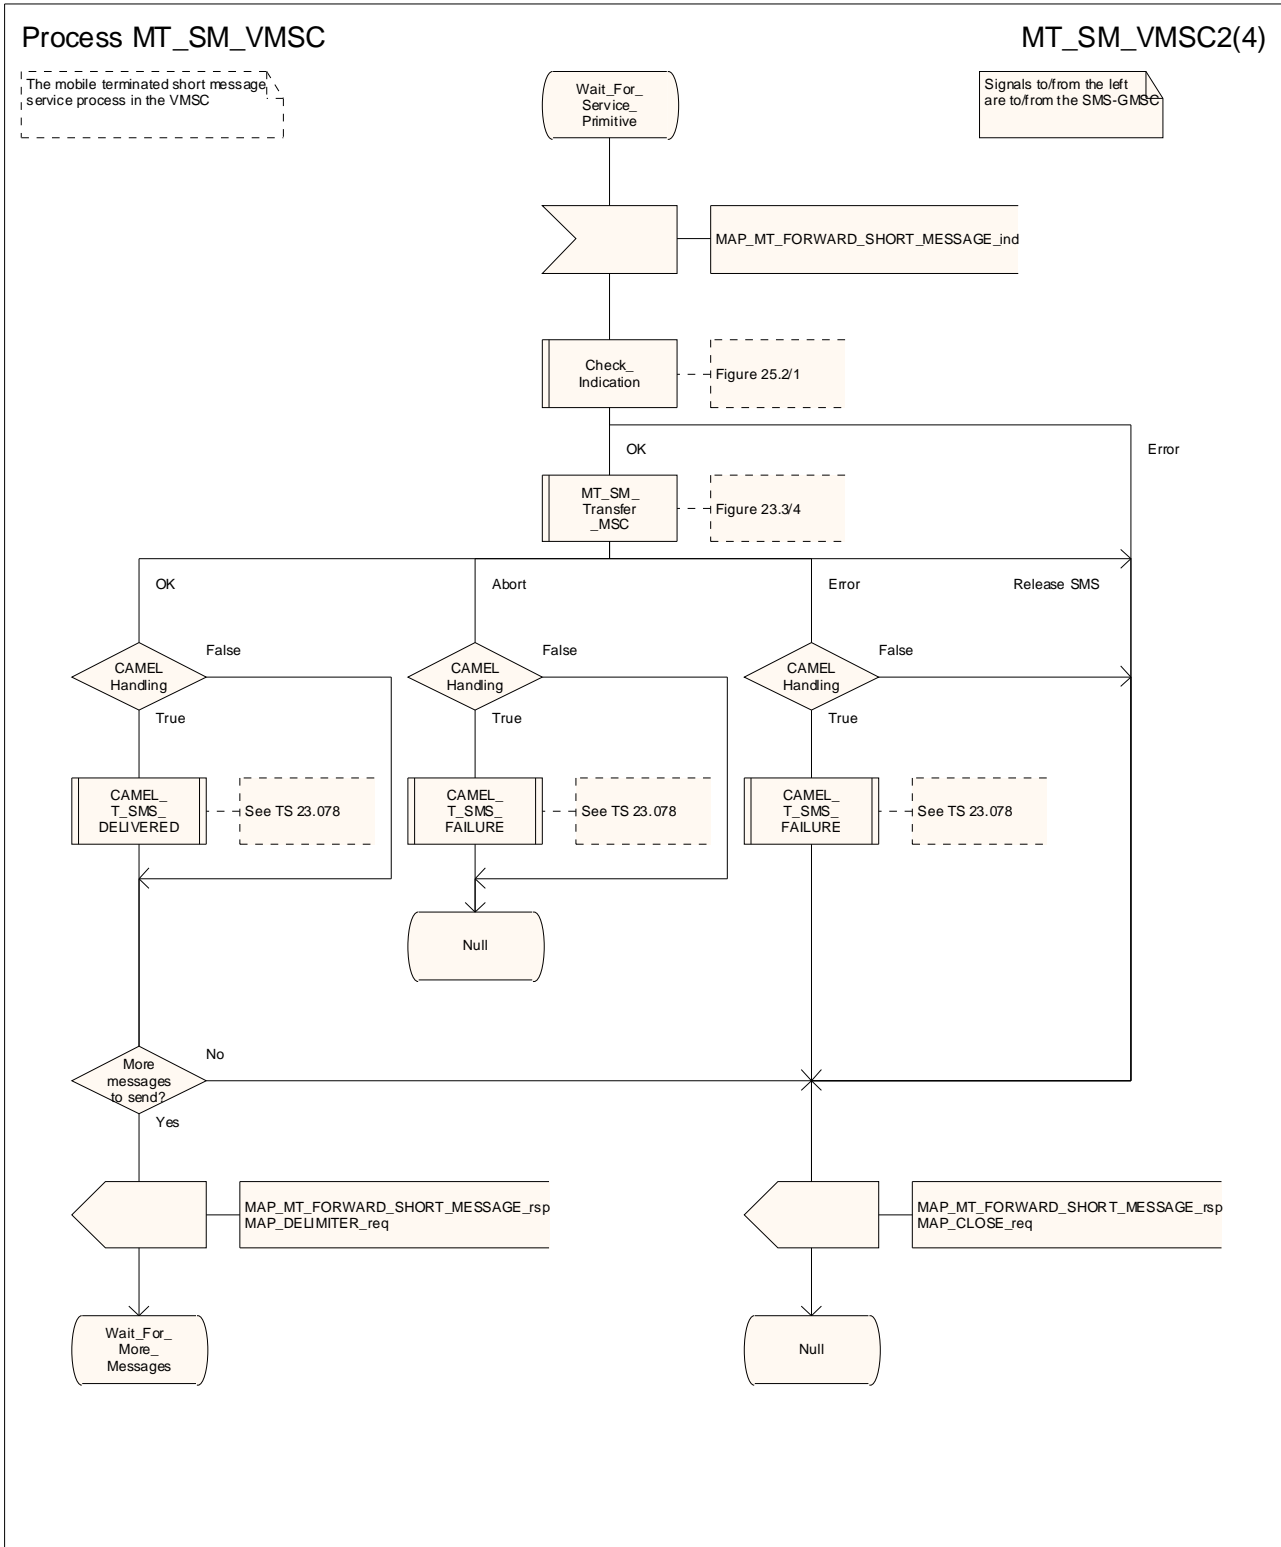 Process MT_SM_VMSC
MT_SM_VMSC2(4)
The mobile terminated short message
service process in the VMSC
Wait_For_
Service_
Primitive
Signals to/from the left
are to/from the SMS-GMSC
MAP_MT_FORWARD_SHORT_MESSAGE_ind
Check_
Indication
Figure 25.2/1
OK
Error
MT_SM_
Transfer
_MSC
Figure 23.3/4
OK
Abort
Error
Release SMS
CAMEL
Handling
False
True
CAMEL
Handling
False
True
CAMEL
Handling
False
True
CAMEL_
T_SMS_
DELIVERED
See TS 23.078
CAMEL_
T_SMS_
FAILURE
See TS 23.078
CAMEL_
T_SMS_
FAILURE
See TS 23.078
Null
More
messages
to send?
No
Yes
MAP_MT_FORWARD_SHORT_MESSAGE_rsp
MAP_DELIMITER_req
MAP_MT_FORWARD_SHORT_MESSAGE_rsp
MAP_CLOSE_req
Wait_For_
More_
Messages
Null